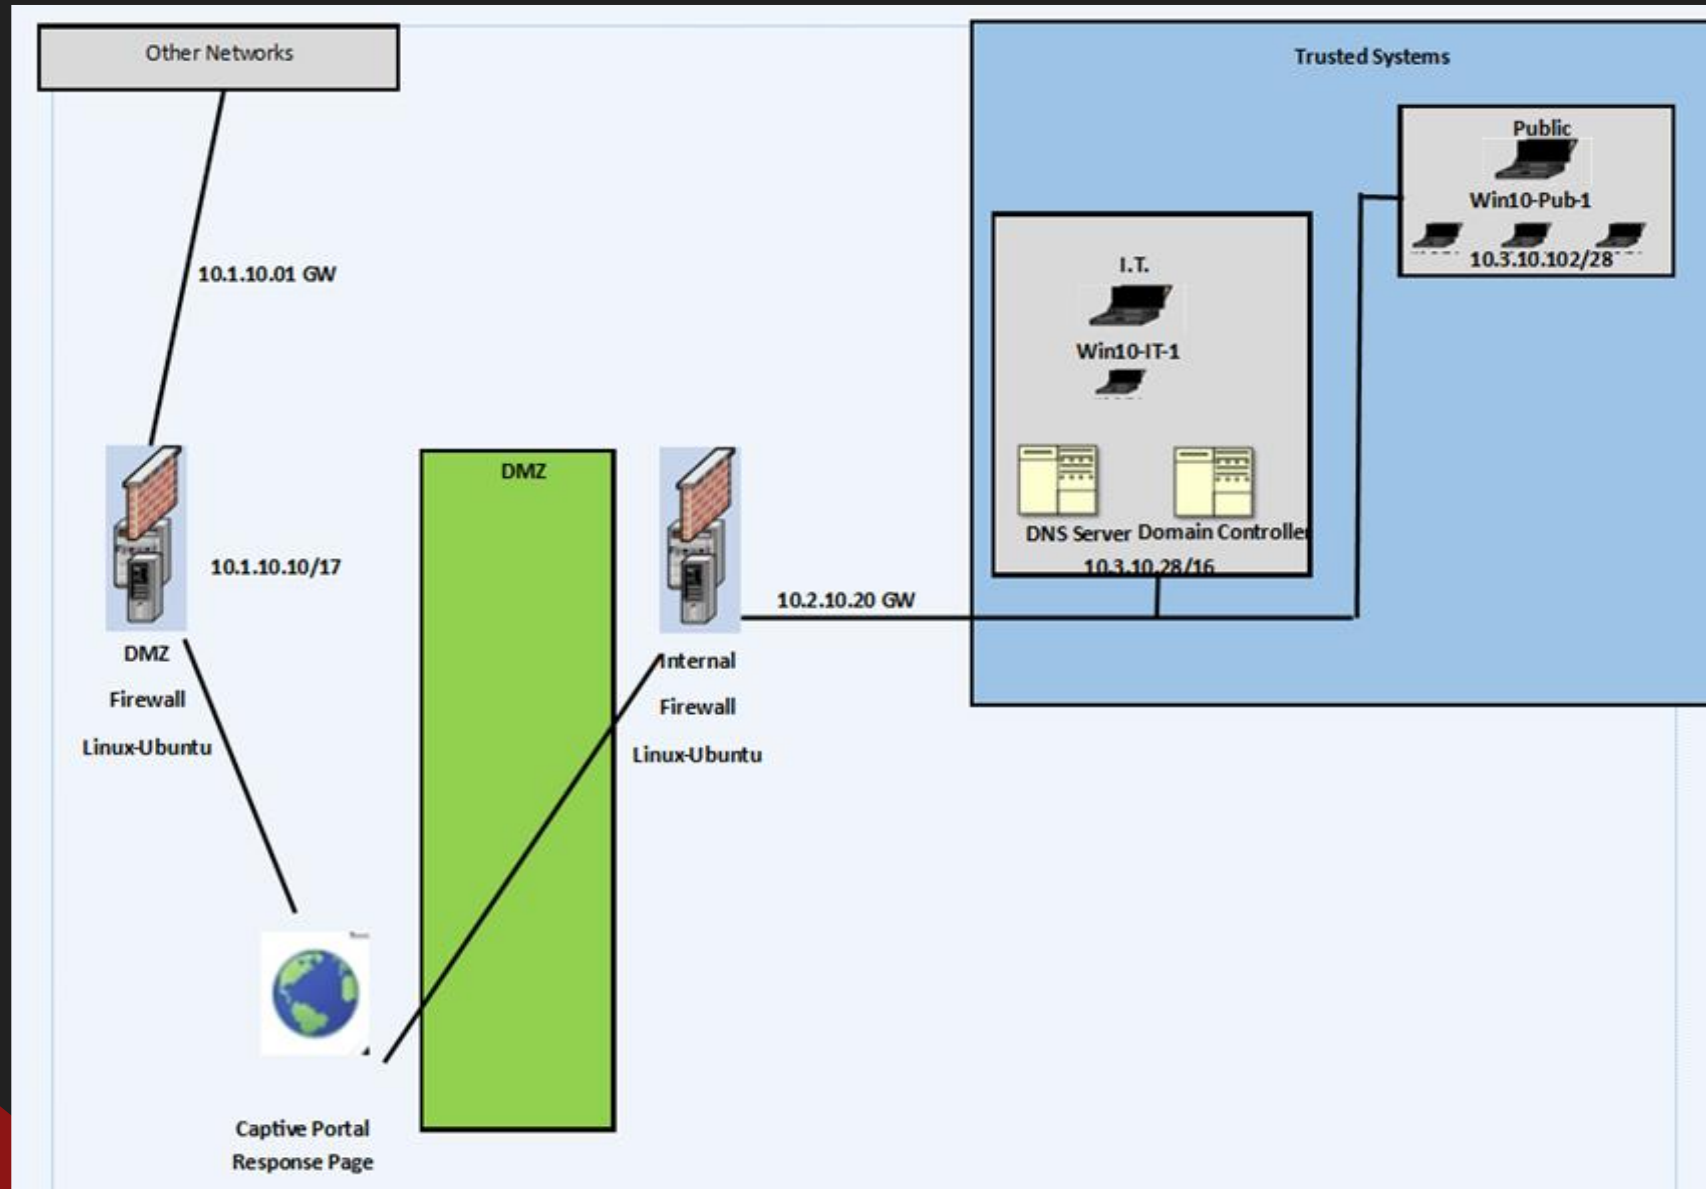 Other Networks
Trusted Systems
Public
Win10-Pub-1
10.3.10.102/28
10.1.10.01 GW
I.T.
Win10-IT-1
DNS Server
Domain Controller
10.3.10.28/16
DMZ
10.1.10.10/17
10.2.10.20 GW
DMZ
Firewall
Linux-Ubuntu
Internal
Firewall
Linux-Ubuntu
Captive Portal
Response Page